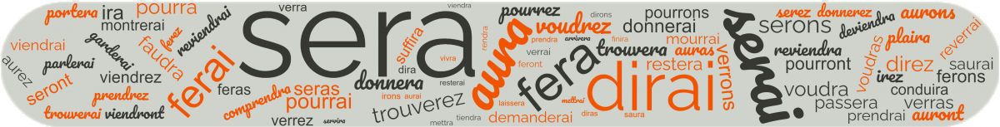 portera
ira
pourra
reviendrai
verra
viendra
montrerai
viendrai
garderai
ferez
faudra
parlerai
aurez
seront
viendrez
prendrez
trouverai
viendront
ferai
feras
sera
comprendra
seras
pourrai
verrez
servira
suffira
vivra
dira
resterai
donnera
irons
aurai
trouverez
mettra
tiendra
rendra
aura
pourrez
dirons
voudrez
prendra
arrivera
finira
verrai
feront
fera
laissera
mettrai
demanderai
diras
saura
pourrons
donnerai
mourrai
trouvera
auras
restera
verrons
dirai
serai
serez
donnerez
aurons
serons
deviendra
plaira
reverrai
reviendra
pourront
voudras
direz
saurai
irez
ferons
voudra
conduira
passera
verras
prendrai
auront